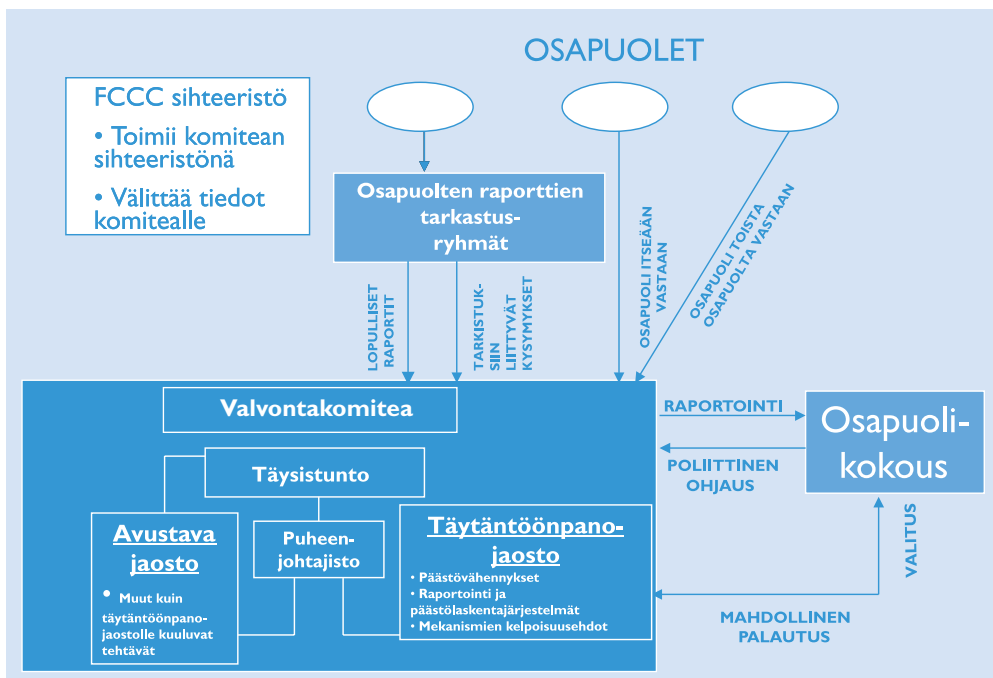 OSAPUOLET
FCCC sihteeristö
• Toimii komitean
sihteeristönä
• Välittää tiedot
komitealle
Osapuolten raporttien
tarkastus-
ryhmät
LOPULLISET
RAPORTIT
TARKISTUK-
SIIN
LIITTYVÄT
KYSYMYKSET
OSAPUOLI ITSEÄÄN
VASTAAN
OSAPUOLI TOISTA
OSAPUOLTA VASTAAN
Valvontakomitea
Täysistunto
Avustava
jaosto
• Muut kuin
täytäntöönpano-
jaostolle kuuluvat
tehtävät
Puheen-
johtajisto
Täytäntöönpano-
jaosto
• Päästövähennykset
• Raportointi ja
päästölaskentajärjestelmät
• Mekanismien kelpoisuusehdot
RAPORTOINTI
POLIITTINEN
OHJAUS
Osapuoli-
kokous
VALITUS
MAHDOLLINEN
PALAUTUS